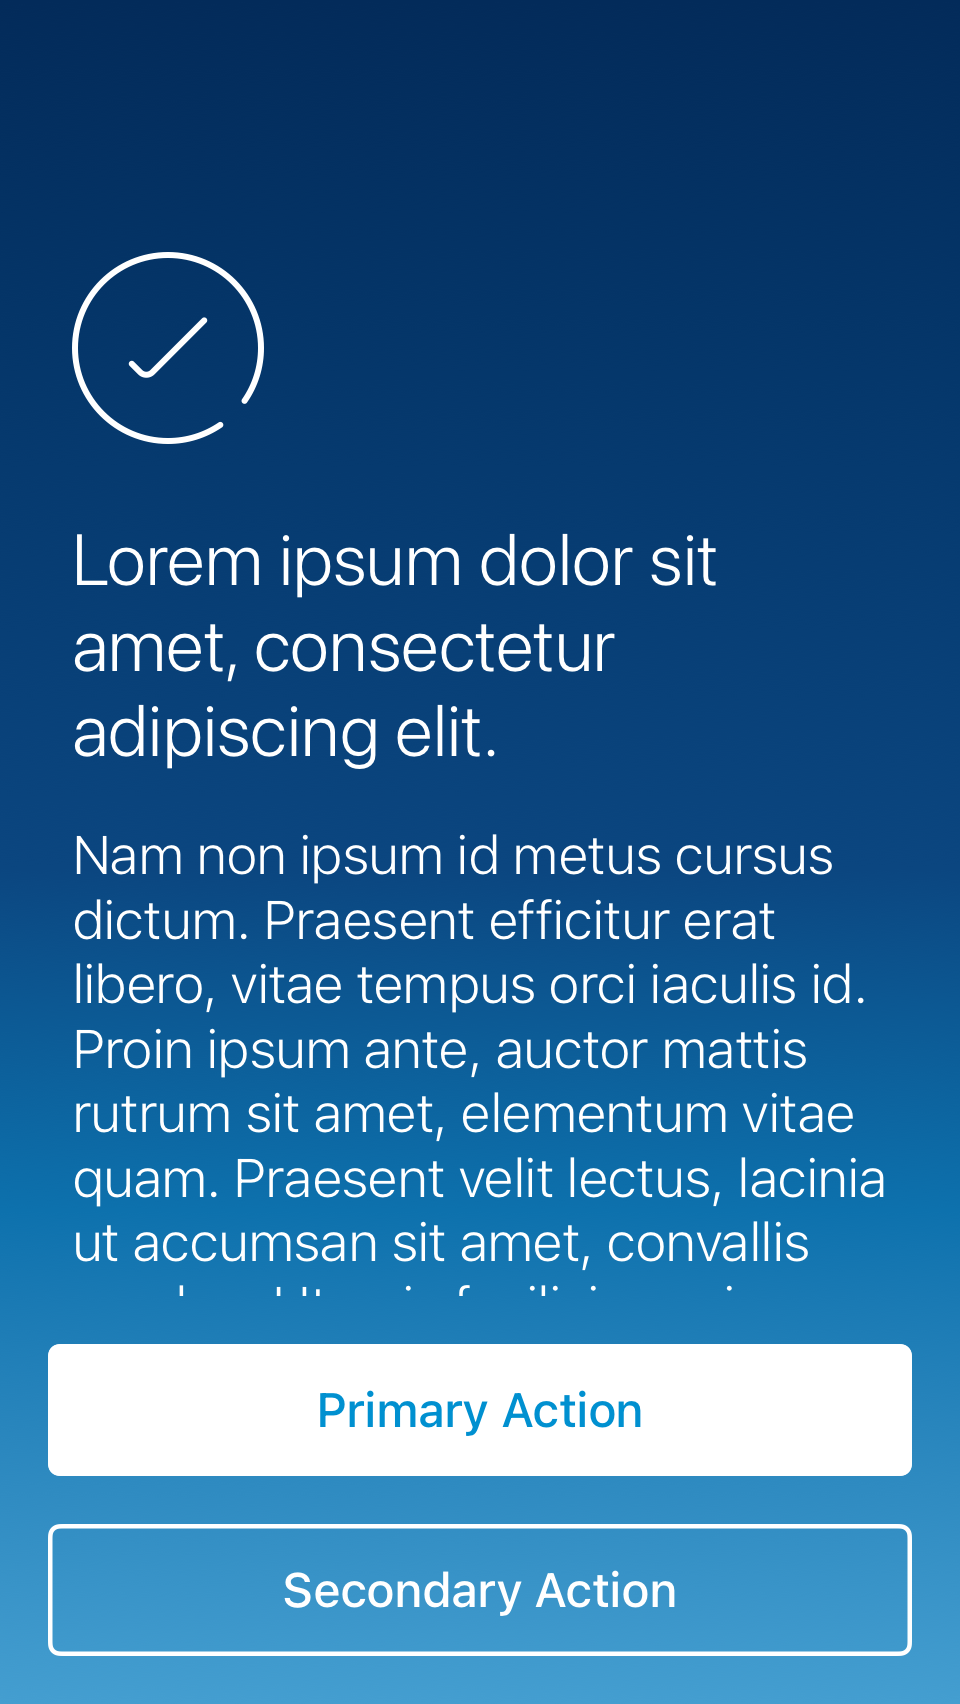 Lorem ipsum dolor sit
amet, consectetur
adipiscing elit.
Nam non ipsum id metus cursus
dictum. Praesent efficitur erat
libero, vitae tempus orci iaculis id.
Proin ipsum ante, auctor mattis
rutrum sit amet, elementum vitae
quam. Praesent velit lectus, lacinia
ut accumsan sit amet, convallis
Primary Action
Secondary Action